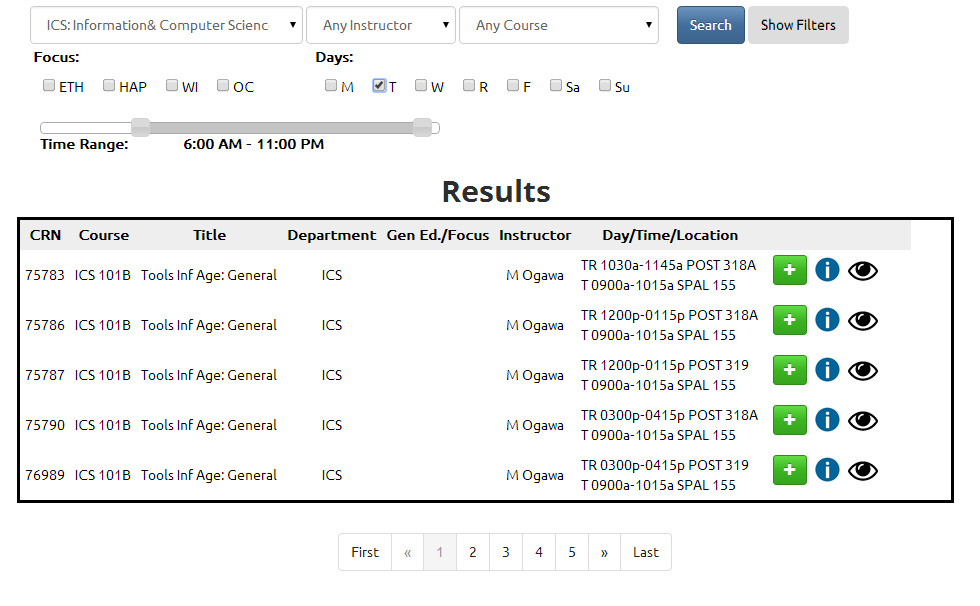 ICS: Information& Computer Scienc Any Instructor Any Course Search Show Filters
Focus: Days:
ETH HAP WI OC M T W R F Sa Su
Time Range: 6:00 AM - 11:00 PM
Results
CRN Course Title Department Gen Ed./Focus Instructor Day/Time/Location
75783 ICS 101B Tools Inf Age: General ICS M Ogawa TR 1030a-1145a POST 318A
T 0900a-1015a SPAL 155
75786 ICS 101B Tools Inf Age: General ICS M Ogawa TR 1200p-0115p POST 318A
T 0900a-1015a SPAL 155
75787 ICS 101B Tools Inf Age: General ICS M Ogawa TR 1200p-0115p POST 319
T 0900a-1015a SPAL 155
75790 ICS 101B Tools Inf Age: General ICS M Ogawa TR 0300p-0415p POST 318A
T 0900a-1015a SPAL 155
76989 ICS 101B Tools Inf Age: General ICS M Ogawa TR 0300p-0415p POST 319
T 0900a-1015a SPAL 155
First « 1 2 3 4 5 » Last